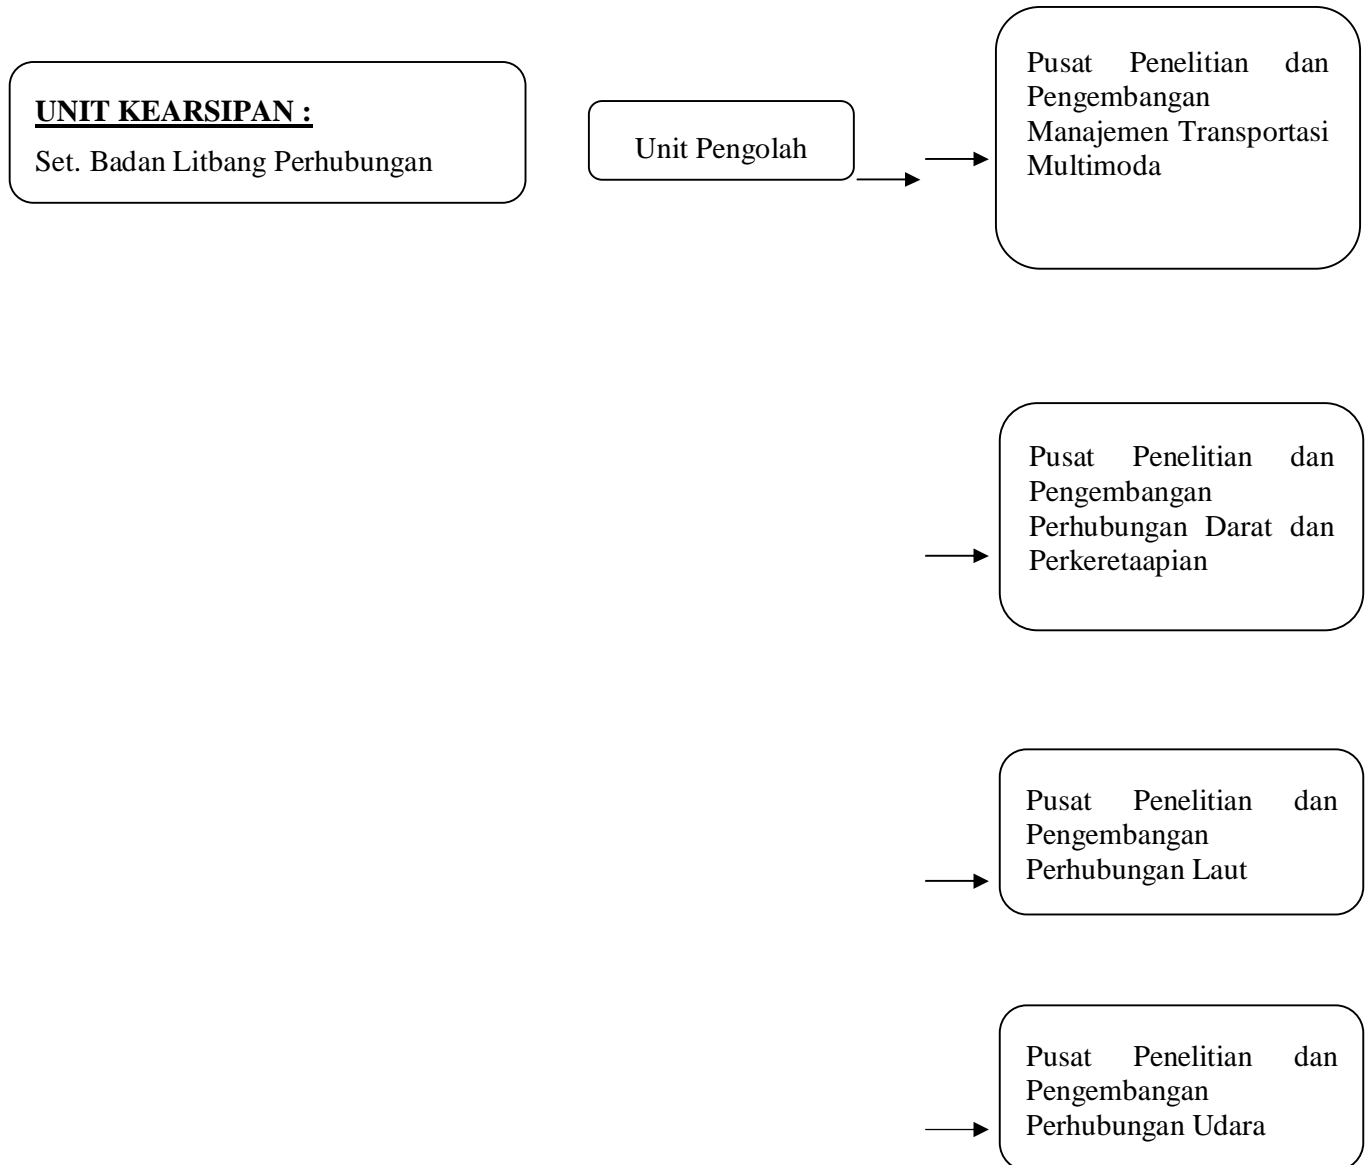 UNIT KEARSIPAN :
Set. Badan Litbang Perhubungan
Unit Pengolah
Pusat Penelitian dan
Pengembangan
Manajemen Transportasi
Multimoda
Pusat Penelitian dan
Pengembangan
Perhubungan Darat dan
Perkeretaapian
Pusat Penelitian dan
Pengembangan
Perhubungan Laut
Pusat Penelitian dan
Pengembangan
Perhubungan Udara